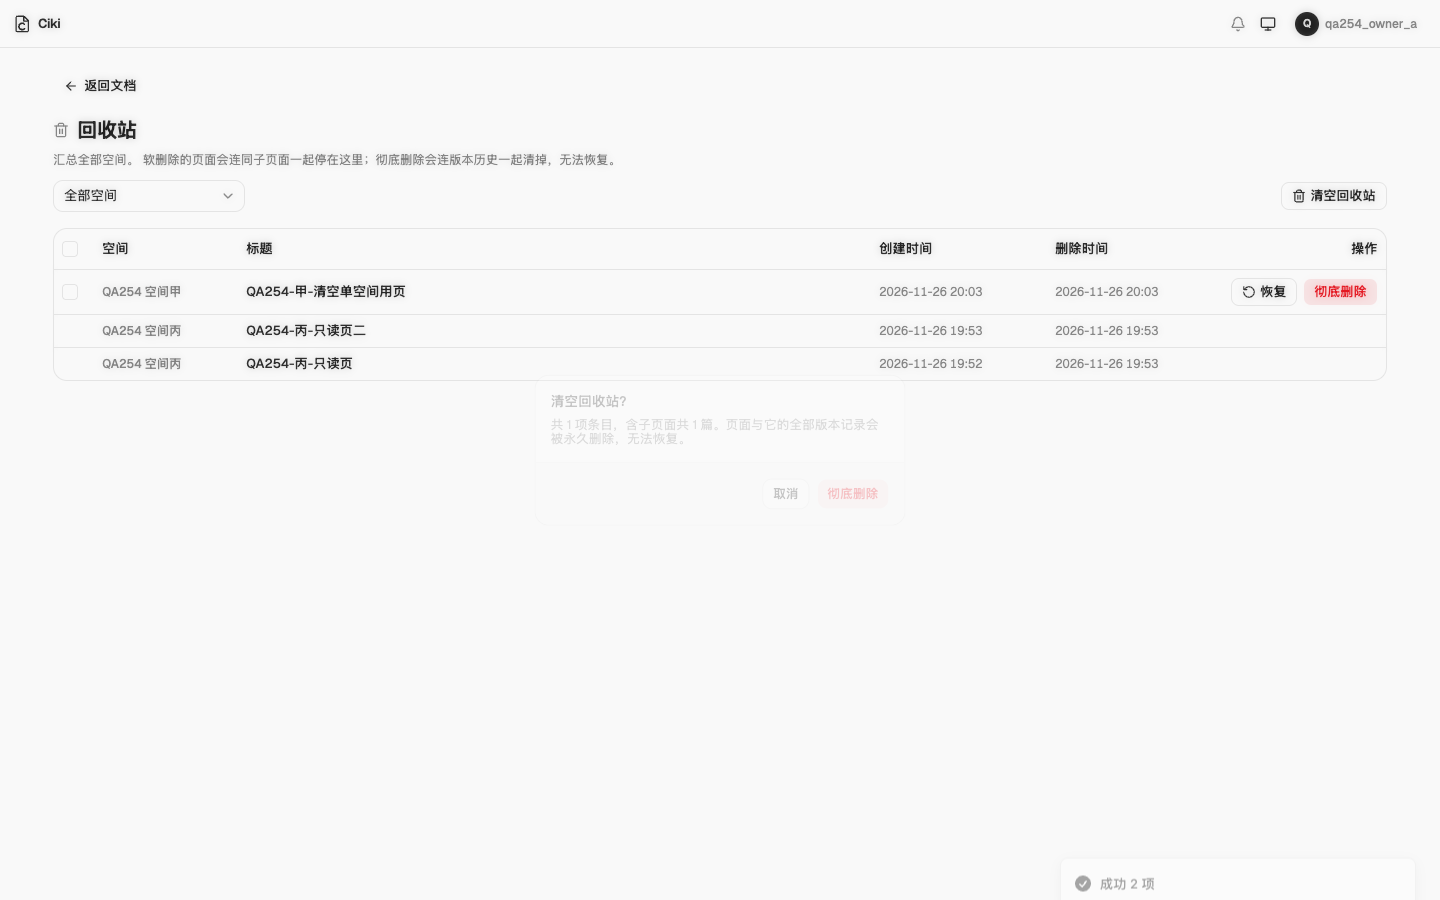 Ciki
Q qa254_owner_a
返回文档
回收站
汇总全部空间。 软删除的页面会连同子页面一起停在这里；彻底删除会连版本历史一起清掉，无法恢复。
全部空间
清空回收站
空间 标题 创建时间 删除时间 操作
QA254 空间甲 QA254-甲-清空单空间用页 2026-11-26 20:03 2026-11-26 20:03 恢复 彻底删除
QA254 空间丙 QA254-丙-只读页二 2026-11-26 19:53 2026-11-26 19:53
QA254 空间丙 QA254-丙-只读页 2026-11-26 19:52 2026-11-26 19:53
清空回收站?
共 1 项条目，含子页面共 1 篇。页面与它的全部版本记录会
被永久删除，无法恢复。
取消 彻底删除
成功 2 项